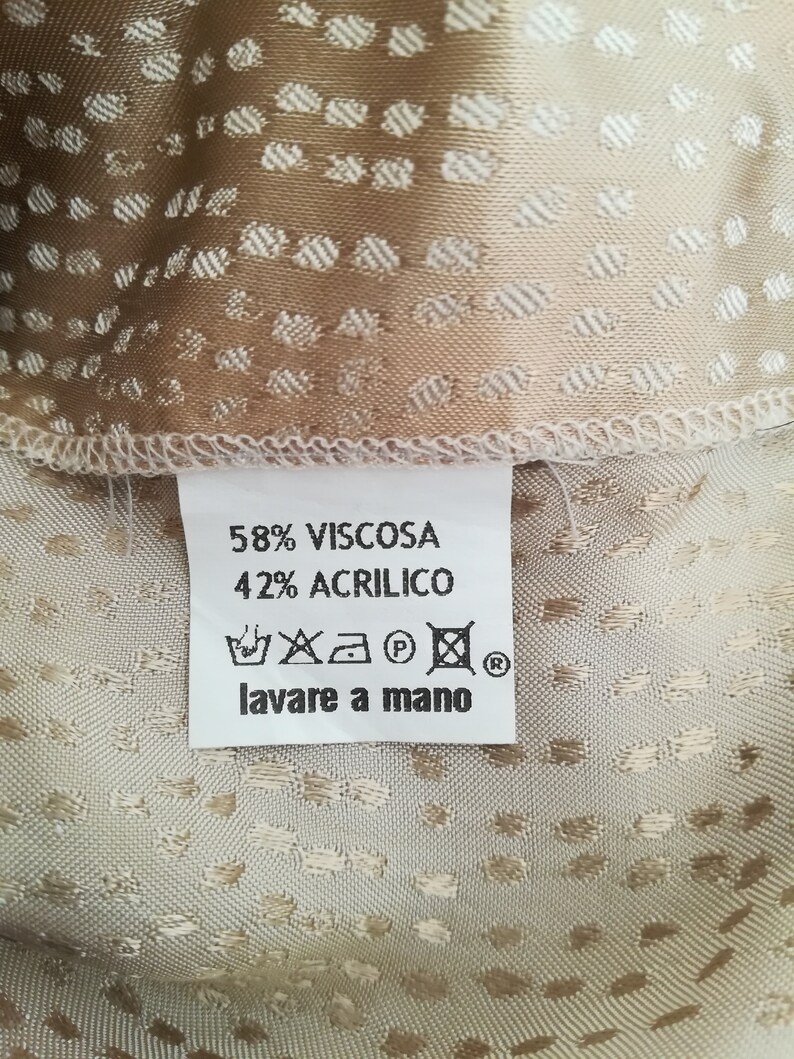 58% VISCOSA
42% ACRILICO
P ®
lavare a mano